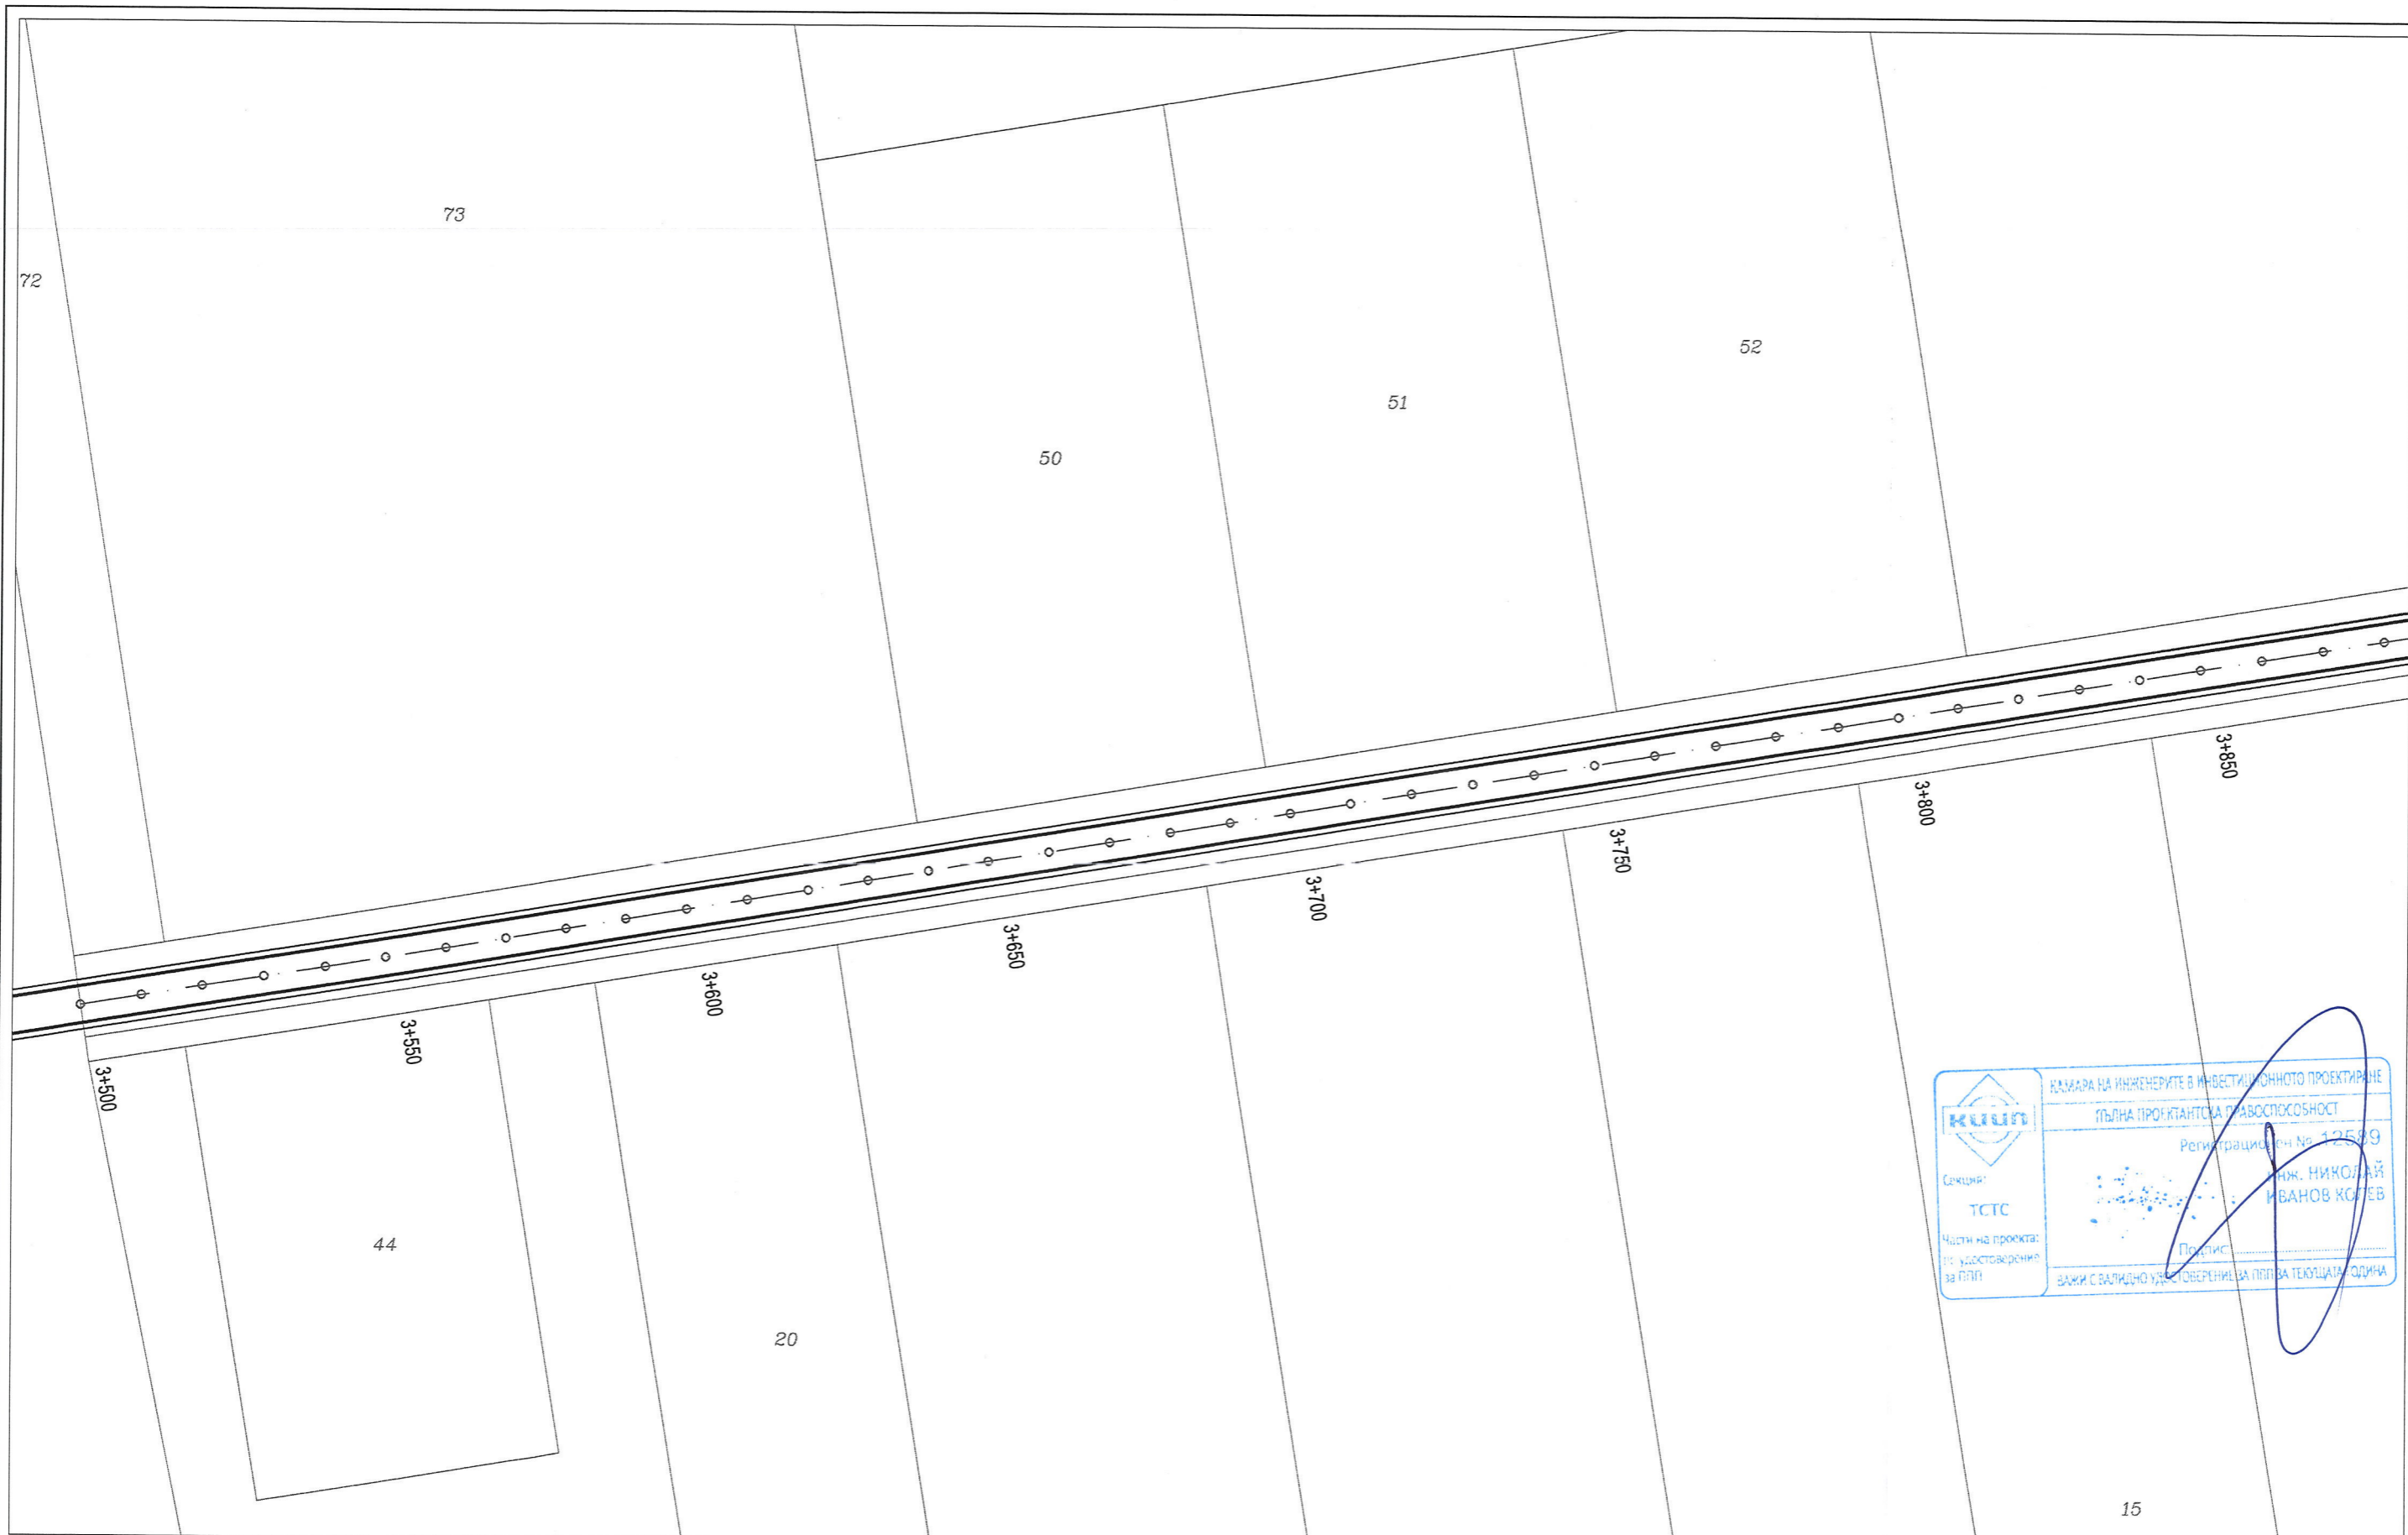 73
72
52
51
50
3+850
3+800
3+750
3+700
3+650
3+600
3+550
3+500
44
20
15
КАМАРА НА ИНЖЕНЕРИТЕ В ИНВЕСТИЦИОННОТО ПРОЕКТИРАНЕ
ПЪЛНА ПРОЕКТАНТСКА ПРАВОСПОСОБНОСТ
КИИП
Регистрационен № 12589
Секция:
ТСТС
инж. НИКОЛАЙ
ИВАНОВ КОЛЕВ
Части на проекта:
удостоверение
за ППП
Подпис:
ВАЖИ С ВАЛИДНО УДОСТОВЕРЕНИЕ ЗА ППП ЗА ТЕКУЩАТА ГОДИНА